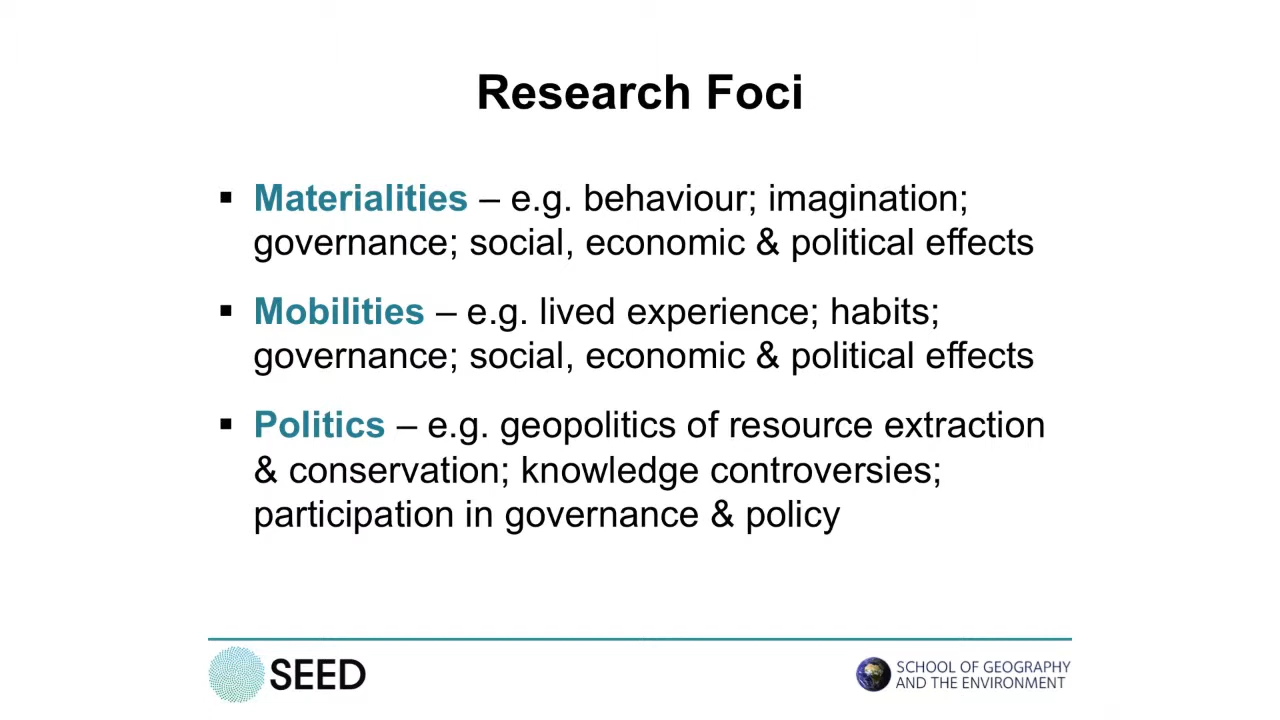 Research Foci
▪ Materialities – e.g. behaviour; imagination;
governance; social, economic & political effects
▪ Mobilities – e.g. lived experience; habits;
governance; social, economic & political effects
▪ Politics – e.g. geopolitics of resource extraction
& conservation; knowledge controversies;
participation in governance & policy
SEED
SCHOOL OF GEOGRAPHY
AND THE ENVIRONMENT